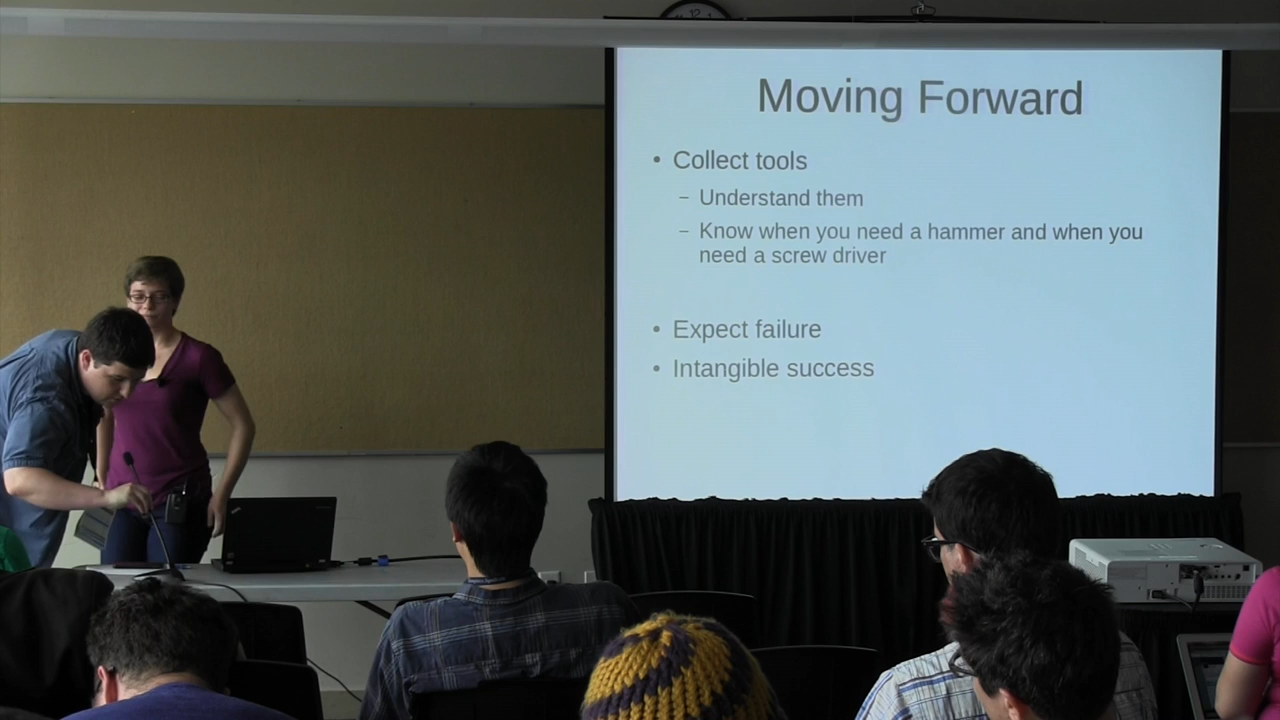 12
Moving Forward
• Collect tools
– Understand them
– Know when you need a hammer and when you
need a screw driver
• Expect failure
• Intangible success